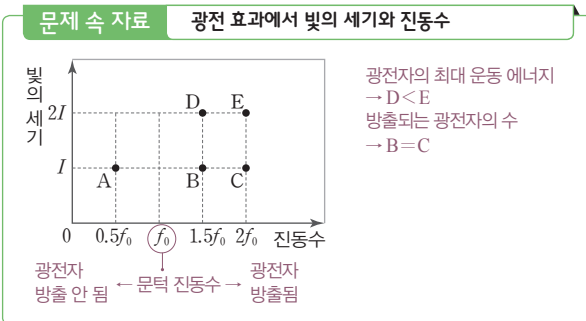 문제 속 자료
광전 효과에서 빛의 세기와 진동수
빛의 세기
2I
I
D
E
A
B
C
0
0.5f₀
f₀
1.5f₀
2f₀
진동수
광전자
방출 안 됨
← 문턱 진동수 →
광전자
방출됨
광전자의 최대 운동 에너지
→ D<E
방출되는 광전자의 수
→ B=C